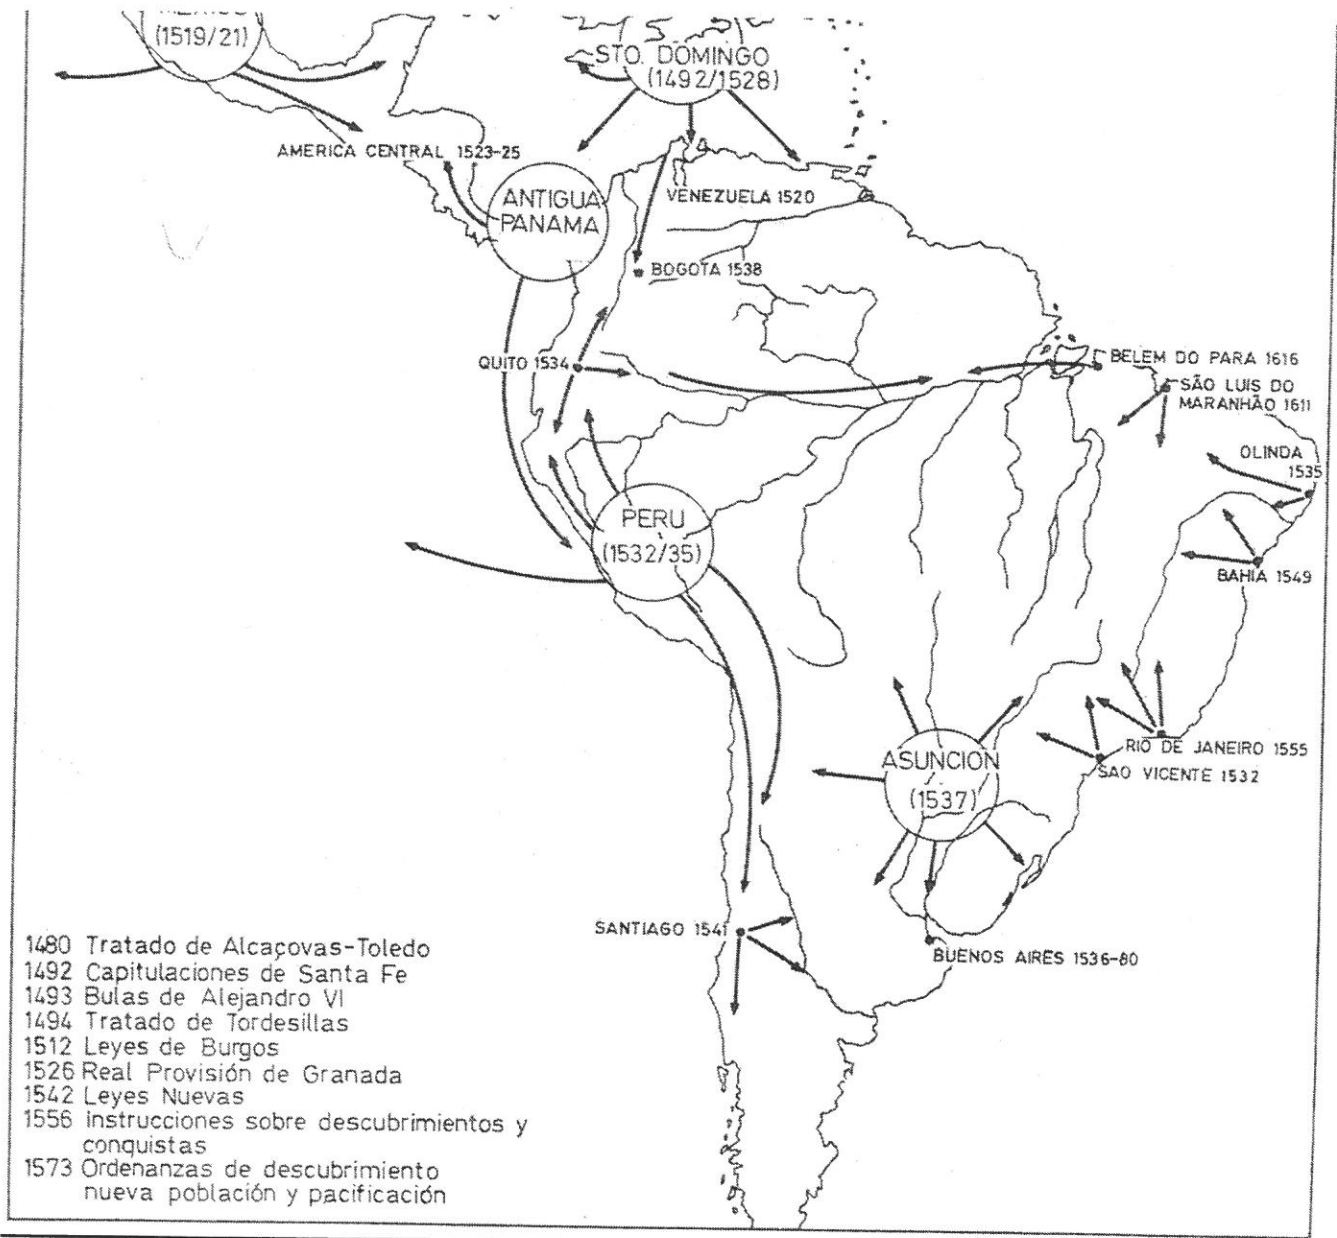 MEXICO
(1519/21)
STO. DOMINGO
(1492/1528)
AMERICA CENTRAL 1523-25
ANTIGUA
PANAMA
VENEZUELA 1520
BOGOTA 1538
QUITO 1534
BELEM DO PARA 1616
SÃO LUIS DO
MARANHÃO 1611
OLINDA
1535
PERU
(1532/35)
BAHIA 1549
RIO DE JANEIRO 1555
SAO VICENTE 1532
ASUNCION
(1537)
SANTIAGO 1541
BUENOS AIRES 1536-80
1480 Tratado de Alcaçovas-Toledo
1492 Capitulaciones de Santa Fe
1493 Bulas de Alejandro VI
1494 Tratado de Tordesillas
1512 Leyes de Burgos
1526 Real Provisión de Granada
1542 Leyes Nuevas
1556 Instrucciones sobre descubrimientos y
conquistas
1573 Ordenanzas de descubrimiento
nueva población y pacificación